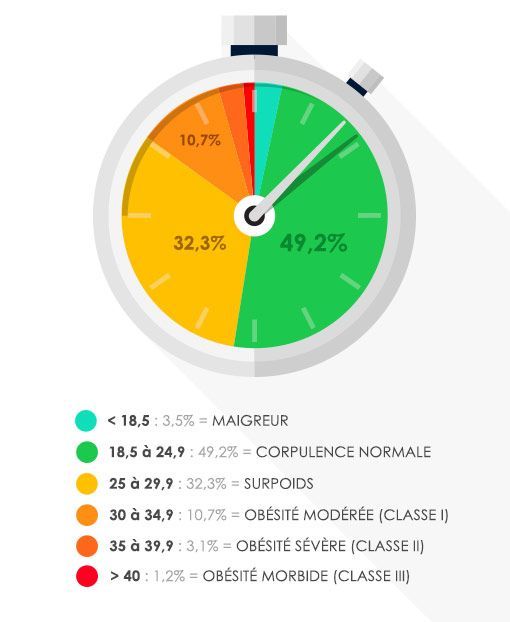 10,7%
32,3%
49,2%
< 18,5 : 3,5% = MAIGREUR
18,5 à 24,9 : 49,2% = CORPULENCE NORMALE
25 à 29,9 : 32,3% = SURPOIDS
30 à 34,9 : 10,7% = OBÉSITÉ MODÉRÉE (CLASSE I)
35 à 39,9 : 3,1% = OBÉSITÉ SÉVÈRE (CLASSE II)
> 40 : 1,2% = OBÉSITÉ MORBIDE (CLASSE III)